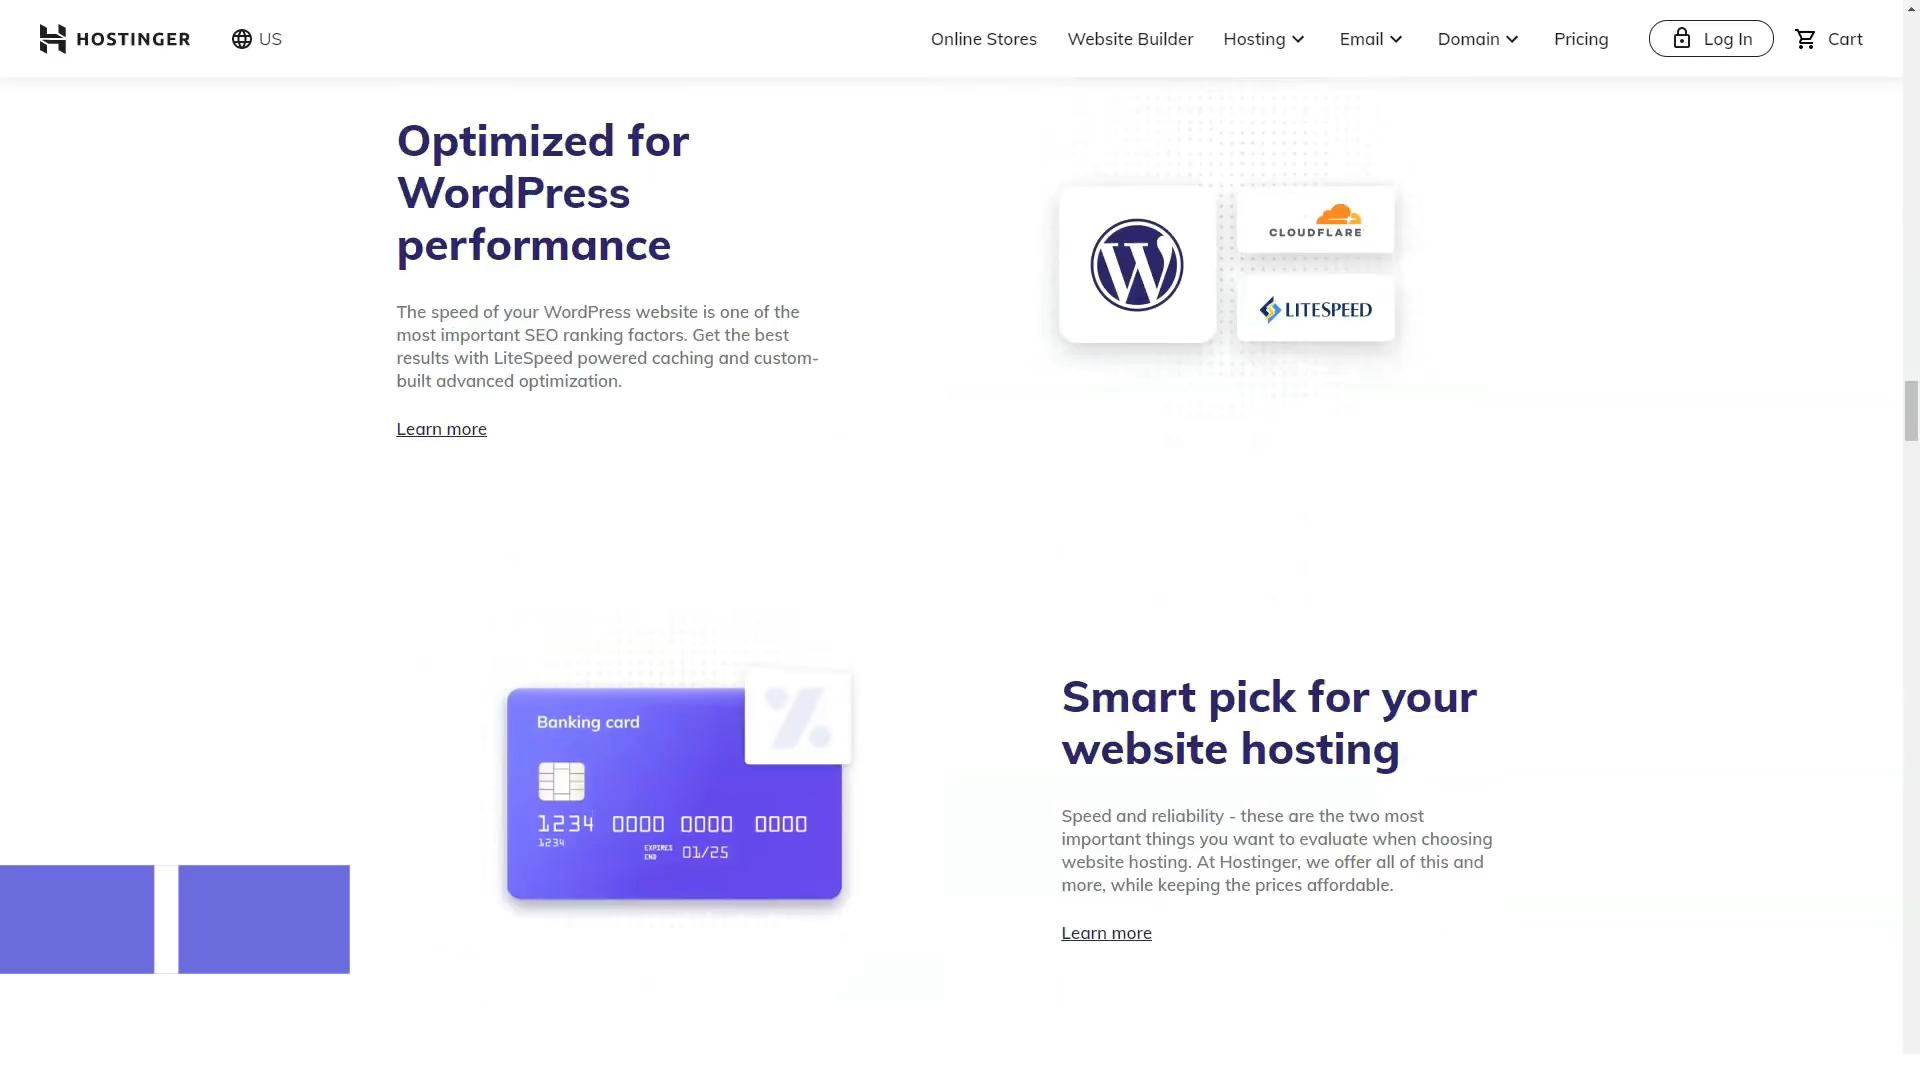 HOSTINGER
US
Online Stores
Website Builder
Hosting
Email
Domain
Pricing
Log In
Cart
Optimized for
WordPress
performance
The speed of your WordPress website is one of the
most important SEO ranking factors. Get the best
results with LiteSpeed powered caching and custom-
built advanced optimization.
Learn more
CLOUDFLARE
LITESPEED
Banking card
1234 0000 0000 0000
1234
EXPIRES
END
01/25
Smart pick for your
website hosting
Speed and reliability - these are the two most
important things you want to evaluate when choosing
website hosting. At Hostinger, we offer all of this and
more, while keeping the prices affordable.
Learn more